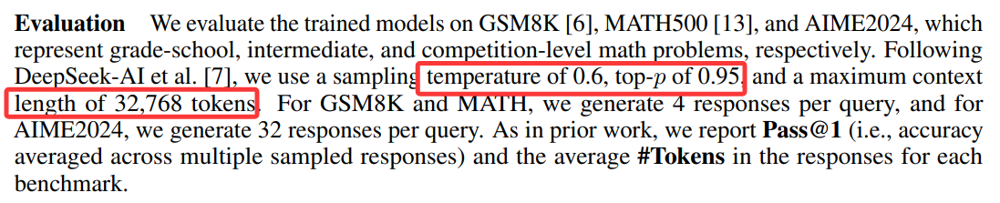 Evaluation We evaluate the trained models on GSM8K [6], MATH500 [13], and AIME2024, which
represent grade-school, intermediate, and competition-level math problems, respectively. Following
DeepSeek-AI et al. [7], we use a sampling temperature of 0.6, top-p of 0.95, and a maximum context
length of 32,768 tokens. For GSM8K and MATH, we generate 4 responses per query, and for
AIME2024, we generate 32 responses per query. As in prior work, we report Pass@1 (i.e., accuracy
averaged across multiple sampled responses) and the average #Tokens in the responses for each
benchmark.